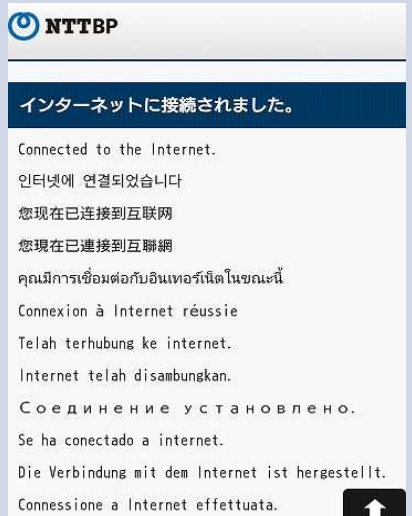 NTTBP
インターネットに接続されました。
Connected to the Internet.
인터넷에 연결되었습니다
您现在已连接到互联网
您現在已連接到互聯網
คุณมีการเชื่อมต่อกับอินเทอร์เน็ตในขณะนี้
Connexion à Internet réussie
Telah terhubung ke internet.
Internet telah disambungkan.
Соединение установлено.
Se ha conectado a internet.
Die Verbindung mit dem Internet ist hergestellt.
Connessione a Internet effettuata.